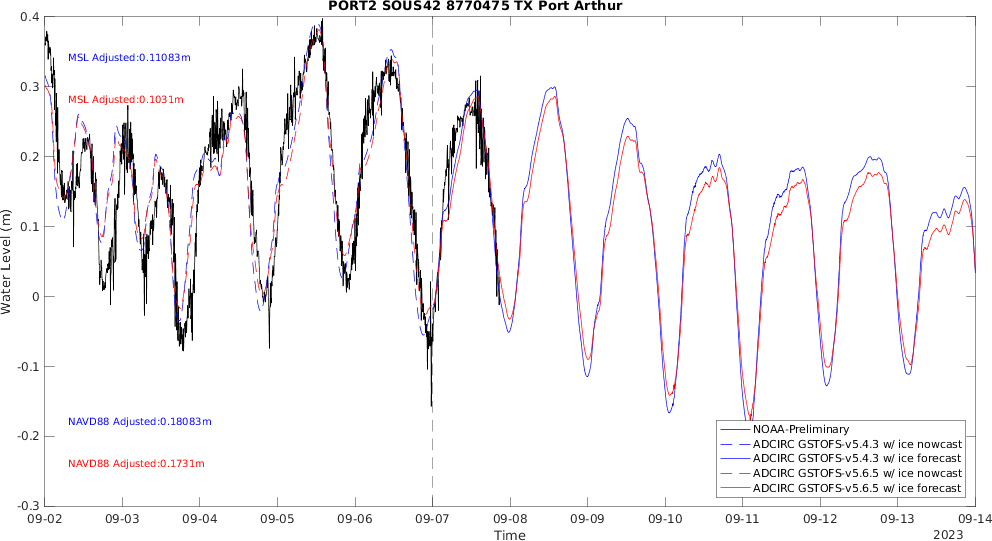 PORT2 SOUS42 8770475 TX Port Arthur
0.4
0.3
0.2
0.1
0
-0.1
-0.2
-0.3
Water Level (m)
MSL Adjusted:0.11083m
MSL Adjusted:0.1031m
NAVD88 Adjusted:0.18083m
NAVD88 Adjusted:0.1731m
NOAA-Preliminary
ADCIRC GSTOFS-v5.4.3 w/ ice nowcast
ADCIRC GSTOFS-v5.4.3 w/ ice forecast
ADCIRC GSTOFS-v5.6.5 w/ ice nowcast
ADCIRC GSTOFS-v5.6.5 w/ ice forecast
09-02 09-03 09-04 09-05 09-06 09-07 09-08 09-09 09-10 09-11 09-12 09-13 09-14
Time
2023